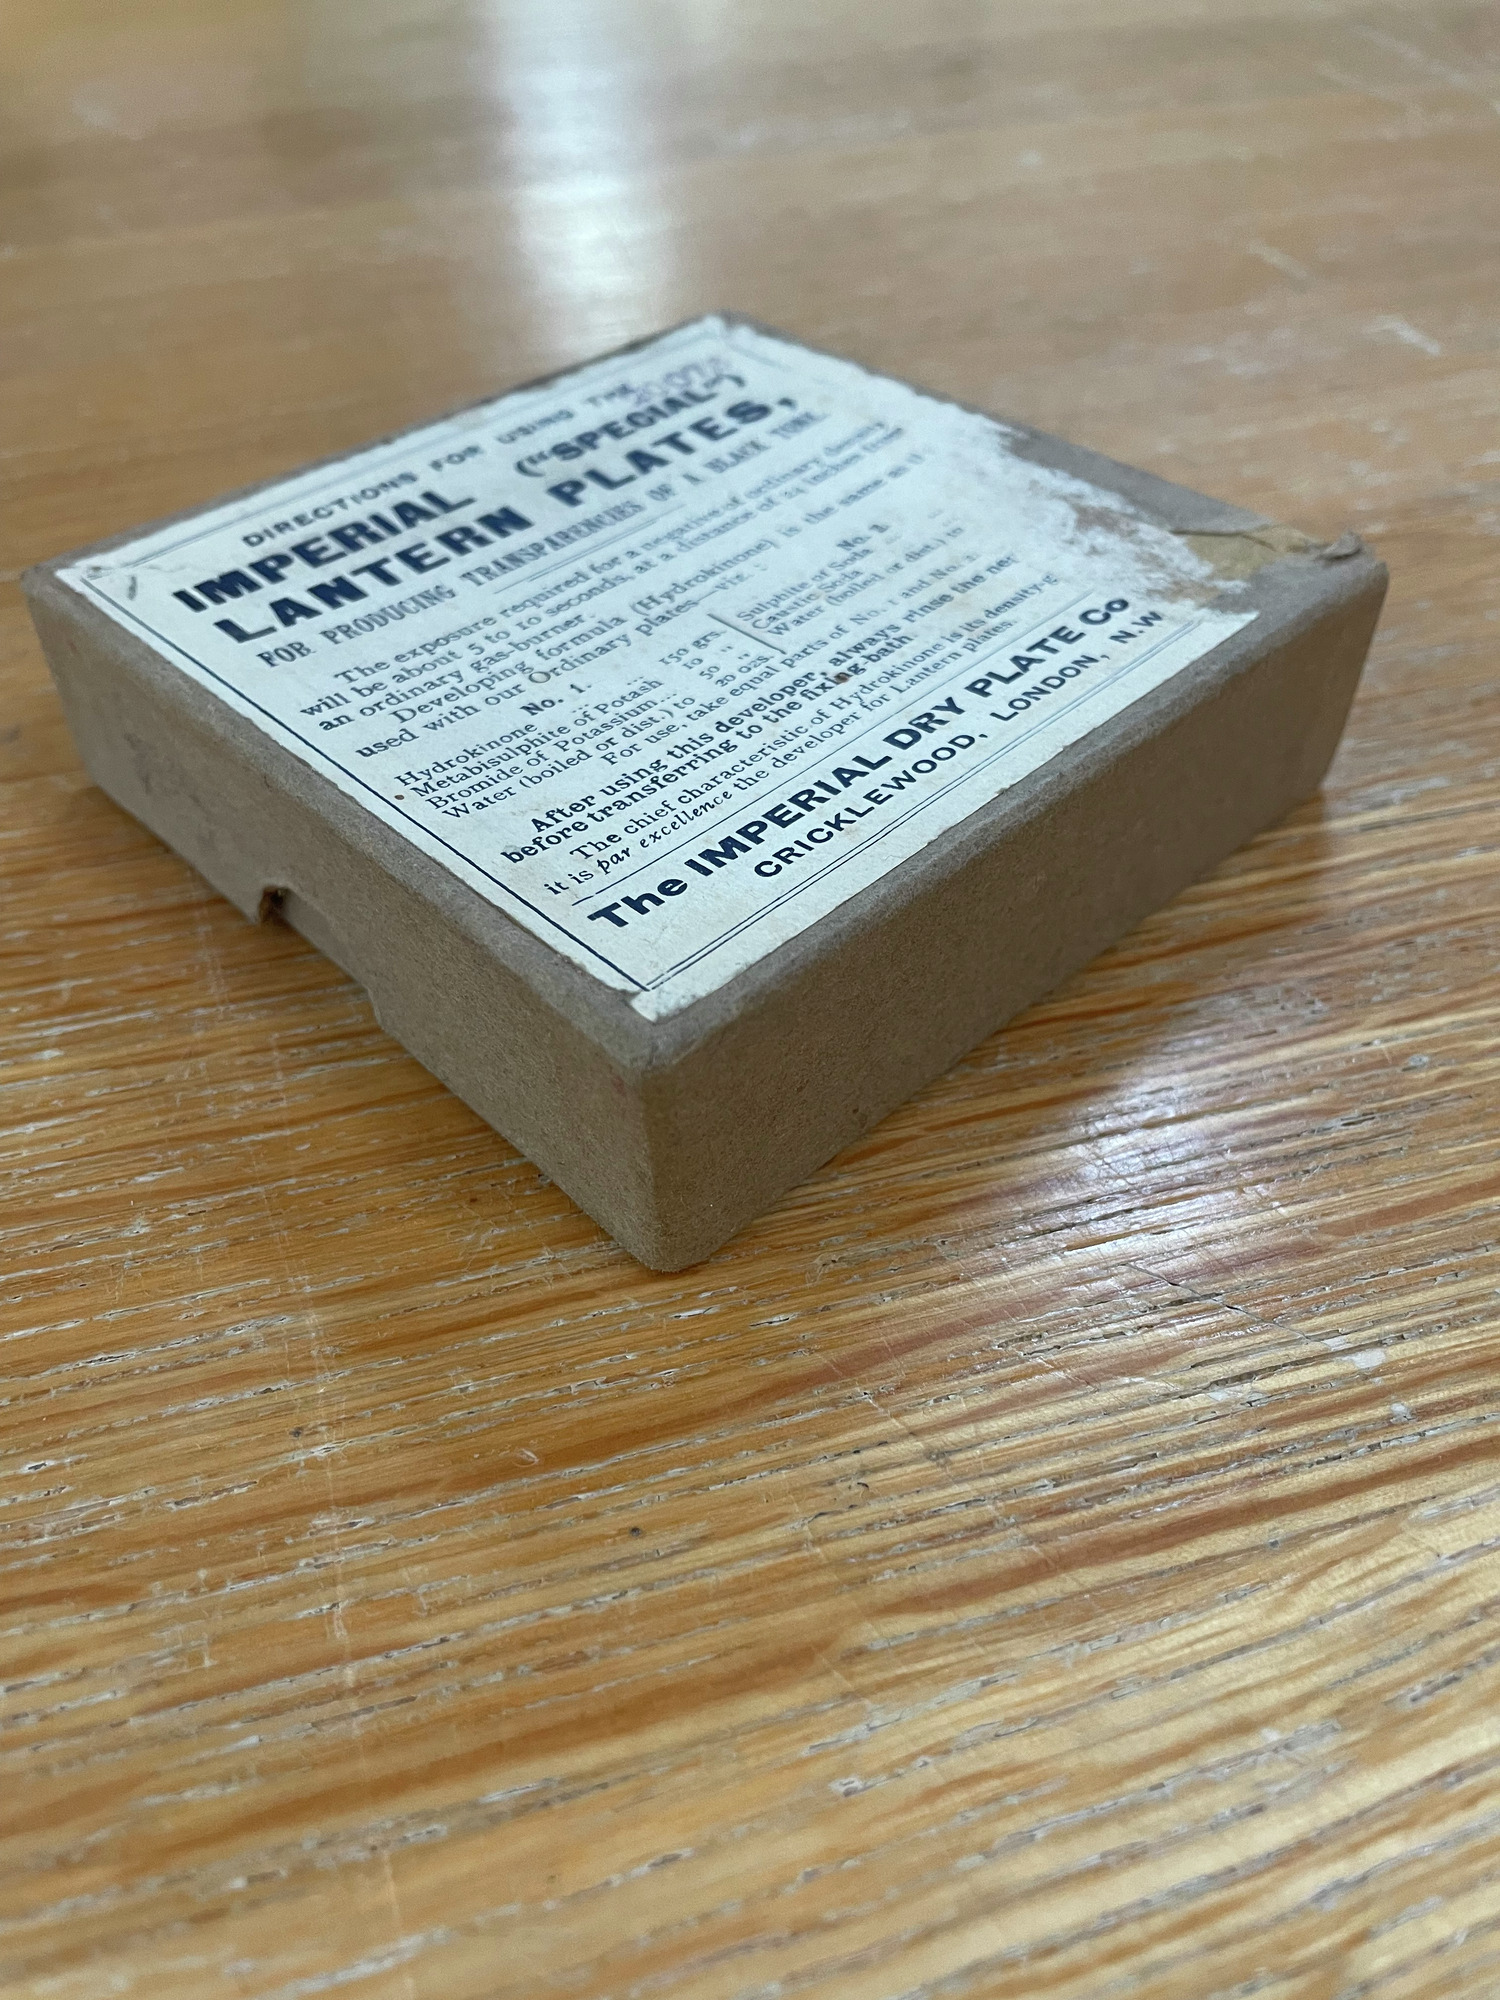 DIRECTIONS FOR USING THE
IMPERIAL ("SPECIAL")
LANTERN PLATES,
FOR PRODUCING TRANSPARENCIES OF A BLACK TONE.
The exposure required for a negative of ordinary density
will be about 5 to 10 seconds, at a distance of 24 inches from
an ordinary gas-burner.
Developing formula (Hydrokinone) is the same as
used with our Ordinary plates—viz.:
No. 1.
Hydrokinone ... 150 grs.
Metabisulphite of Potash 10 "
Bromide of Potassium ... 50 "
Water (boiled or dist.) to 20 ozs.
No. 2.
Sulphite of Soda
Caustic Soda
Water (boiled or dist.) to
For use, take equal parts of No. 1 and No. 2.
After using this developer, always rinse the
before transferring to the fixing bath.
The chief characteristic of Hydrokinone is its density-g
it is par excellence the developer for Lantern plates.
The IMPERIAL DRY PLATE Co
CRICKLEWOOD, LONDON, N.W